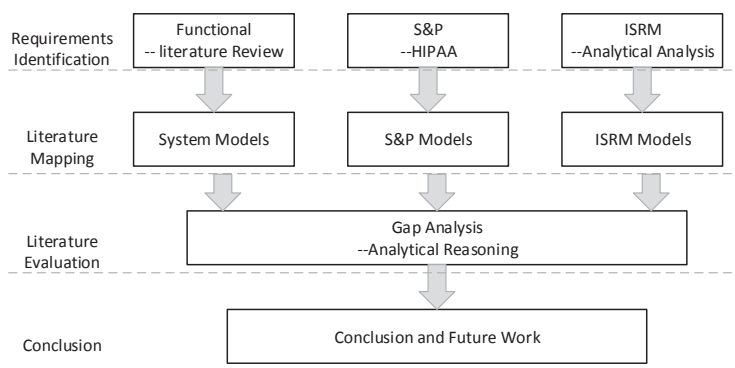 Requirements
Identification
Functional
-- literature Review
S&P
--HIPAA
ISRM
--Analytical Analysis
Literature
Mapping
System Models
S&P Models
ISRM Models
Literature
Evaluation
Gap Analysis
--Analytical Reasoning
Conclusion
Conclusion and Future Work